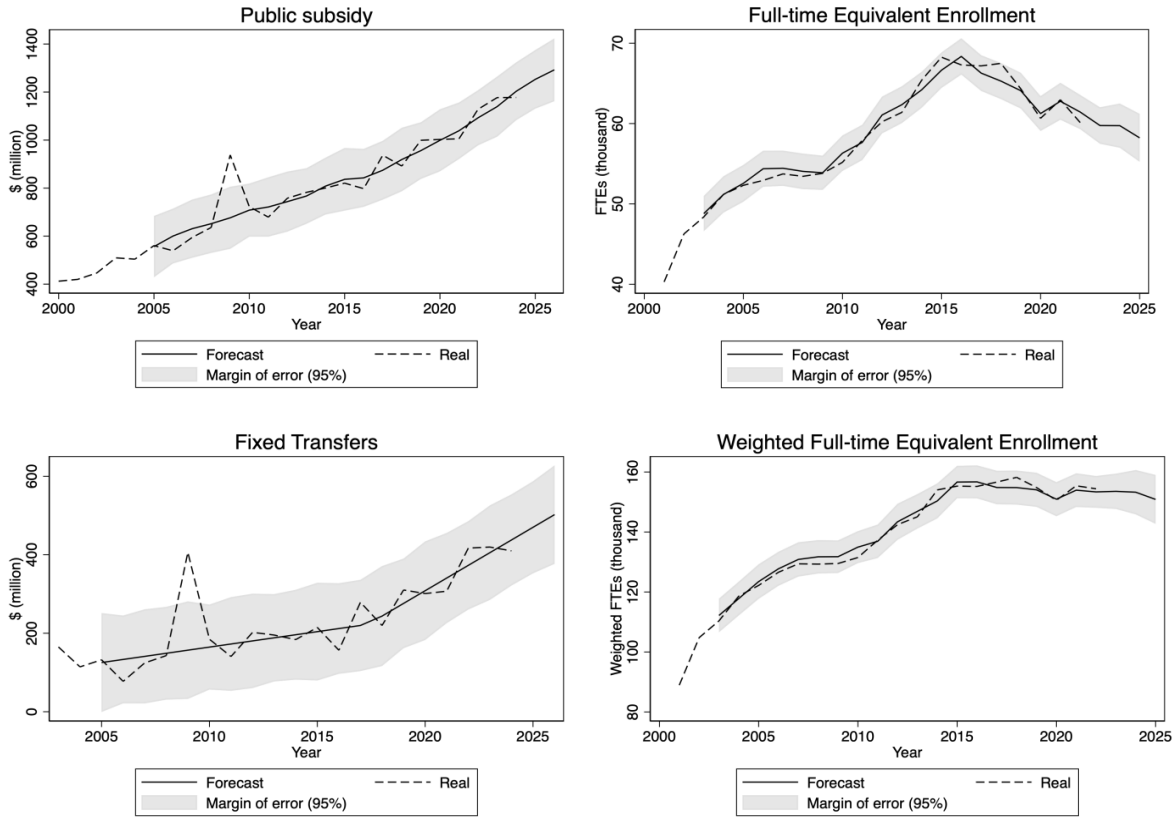 Public subsidy
$ (million)
400 600 800 1000 1200 1400
2000 2005 2010 2015 2020 2025
Year
Forecast Real
Margin of error (95%)
Full-time Equivalent Enrollment
FTEs (thousand)
40 50 60 70
2000 2005 2010 2015 2020 2025
Year
Forecast Real
Margin of error (95%)
Fixed Transfers
$ (million)
0 200 400 600
2005 2010 2015 2020 2025
Year
Forecast Real
Margin of error (95%)
Weighted Full-time Equivalent Enrollment
Weighted FTEs (thousand)
80 100 120 140 160
2000 2005 2010 2015 2020 2025
Year
Forecast Real
Margin of error (95%)